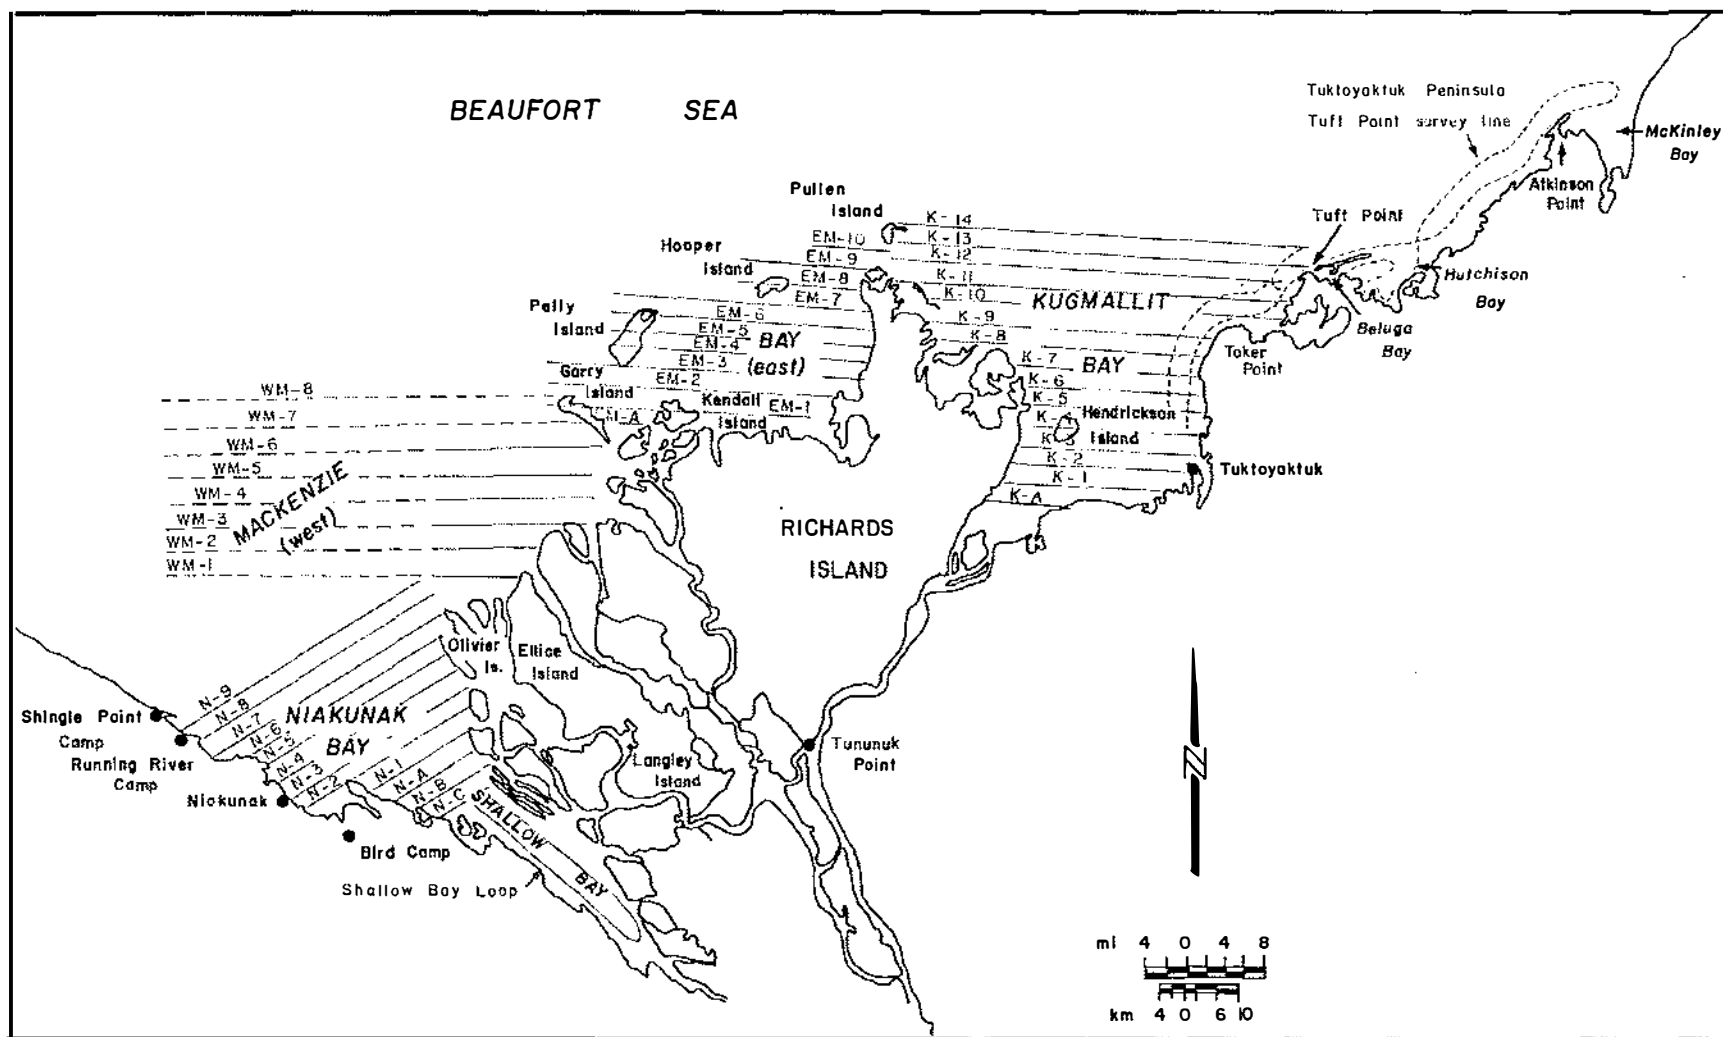 BEAUFORT SEA
Tuktoyaktuk Peninsula
Tuft Point survey line
McKinley
Bay
Atkinson
Point
Tuft Point
Hutchison
Bay
Beluga
Bay
Toker
Point
Pullen
Island
K-14
K-13
K-12
K-11
K-10
K-9
K-8
K-7
K-6
K-5
K-4
K-3
K-2
K-1
K-A
KUGMALLIT
BAY
Hendrickson
Island
Tuktoyaktuk
Hooper
Island
EM-10
EM-9
EM-8
EM-7
EM-6
EM-5
EM-4
EM-3
EM-2
EM-1
EM-A
BAY
(east)
Pelly
Island
Garry
Island
Kendall
Island
WM-8
WM-7
WM-6
WM-5
WM-4
WM-3
WM-2
WM-1
MACKENZIE
(west)
RICHARDS
ISLAND
Olivier
Is.
Ellice
Island
Langley
Island
Tununuk
Point
N-9
N-8
N-7
N-6
N-5
N-4
N-3
N-2
N-1
N-A
N-B
N-C
NIAKUNAK
BAY
Shingle Point
Camp
Running River
Camp
Niakunak
Bird Camp
Shallow Bay Loop
SHALLOW
BAY
N
mi 4 0 4 8
km 4 0 6 10